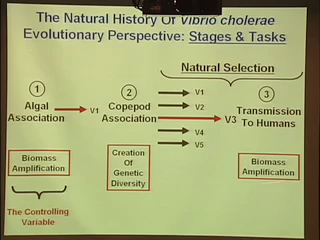 The Natural History Of Vibrio cholerae
Evolutionary Perspective: Stages & Tasks
Natural Selection
1
Algal
Association
V1
2
Copepod
Association
V1
V2
V3
V4
V5
3
Transmission
To Humans
Biomass
Amplification
Creation
Of
Genetic
Diversity
Biomass
Amplification
The Controlling
Variable